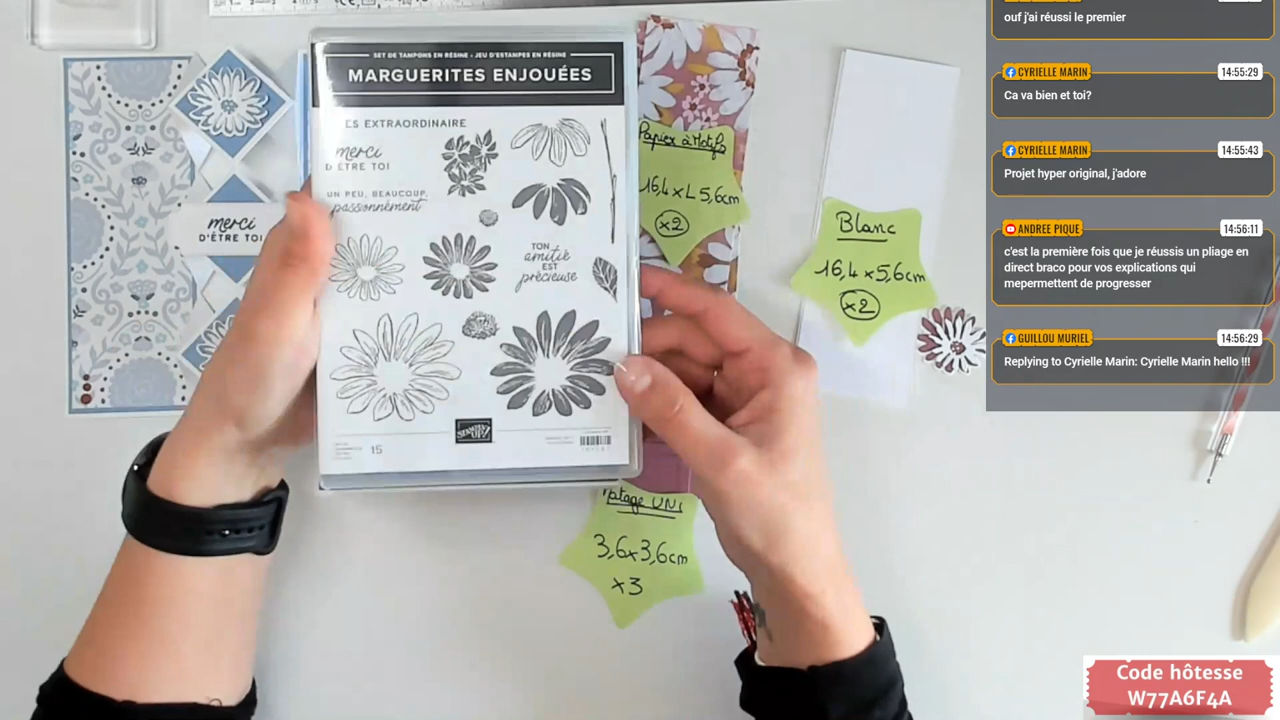 SET DE TAMPONS EN RÉSINE • JEU D'ESTAMPES EN RÉSINE
MARGUERITES ENJOUÉES
ES EXTRAORDINAIRE
merci
D'ÊTRE TOI
UN PEU, BEAUCOUP,
passionnément
TON
amitié
EST
précieuse
STAMPIN' UP!
15
merci
D'ÊTRE TOI
Papier à Motifs
16,4 x 5,6cm
x2
Blanc
16,4 x 5,6cm
x2
UNI
3,6x3,6cm
x3
ouf j'ai réussi le premier
CYRIELLE MARIN
14:55:29
Ca va bien et toi?
CYRIELLE MARIN
14:55:43
Projet hyper original, j'adore
ANDREE PIQUE
14:56:11
c'est la première fois que je réussis un pliage en
direct braco pour vos explications qui
mepermettent de progresser
GUILLOU MURIEL
14:56:29
Replying to Cyrielle Marin: Cyrielle Marin hello !!!
Code hôtesse
W77A6F4A